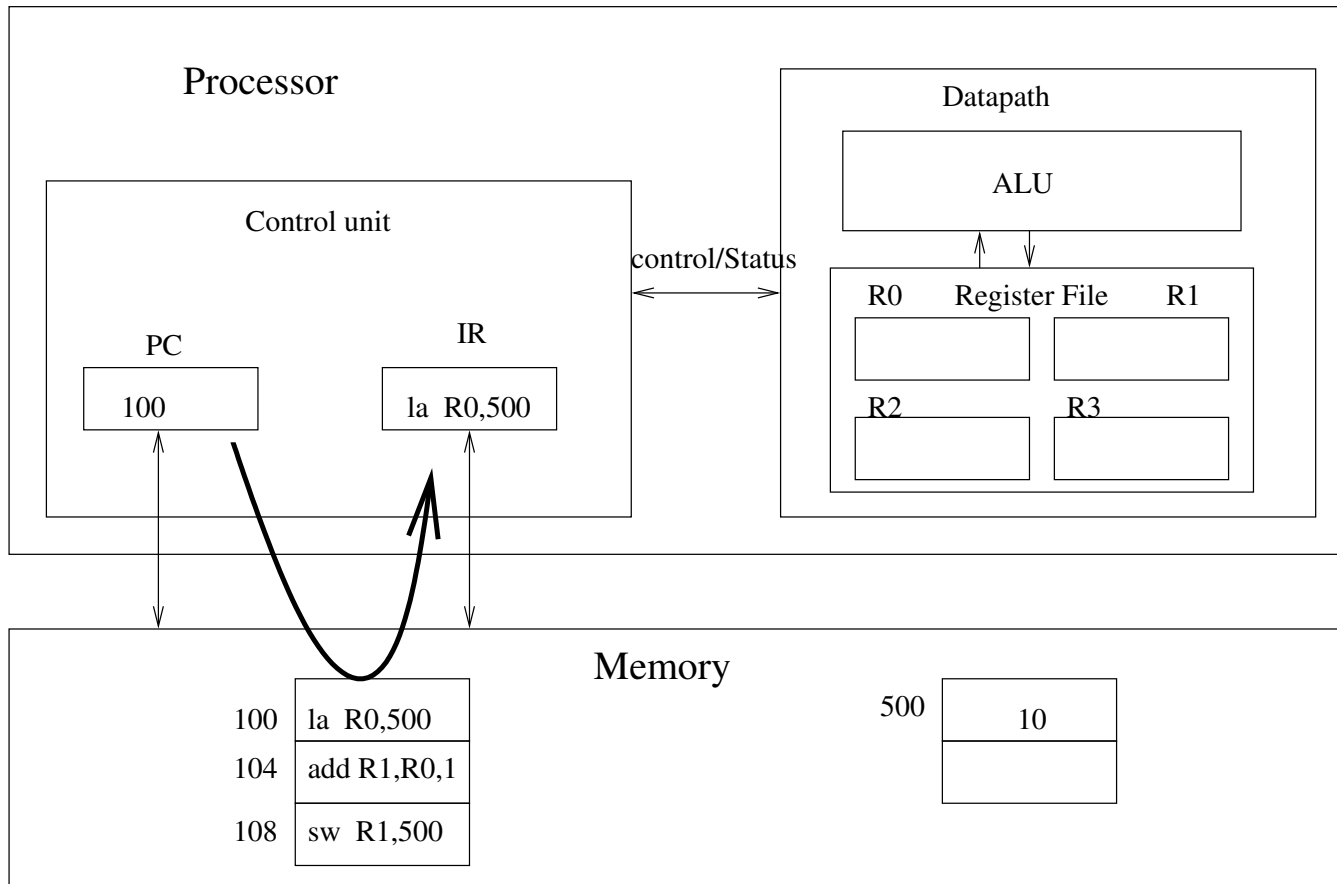 Processor
Datapath
ALU
Control unit
control/Status
R0 Register File R1
PC
IR
100
la R0,500
R2
R3
Memory
100 la R0,500
104 add R1,R0,1
108 sw R1,500
500 10